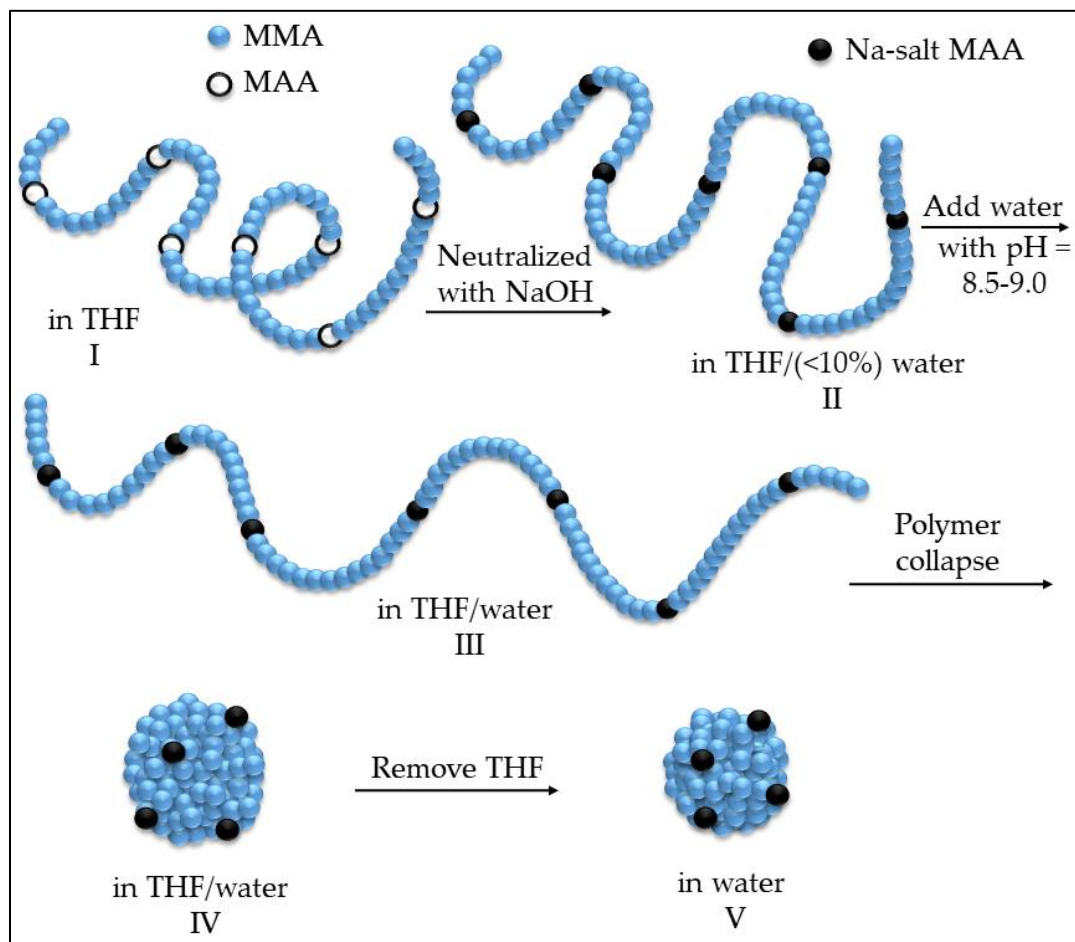 MMA
MAA
Na-salt MAA
in THF
I
Neutralized
with NaOH
in THF/(<10%) water
II
Add water
with pH =
8.5-9.0
in THF/water
III
Polymer
collapse
in THF/water
IV
Remove THF
in water
V